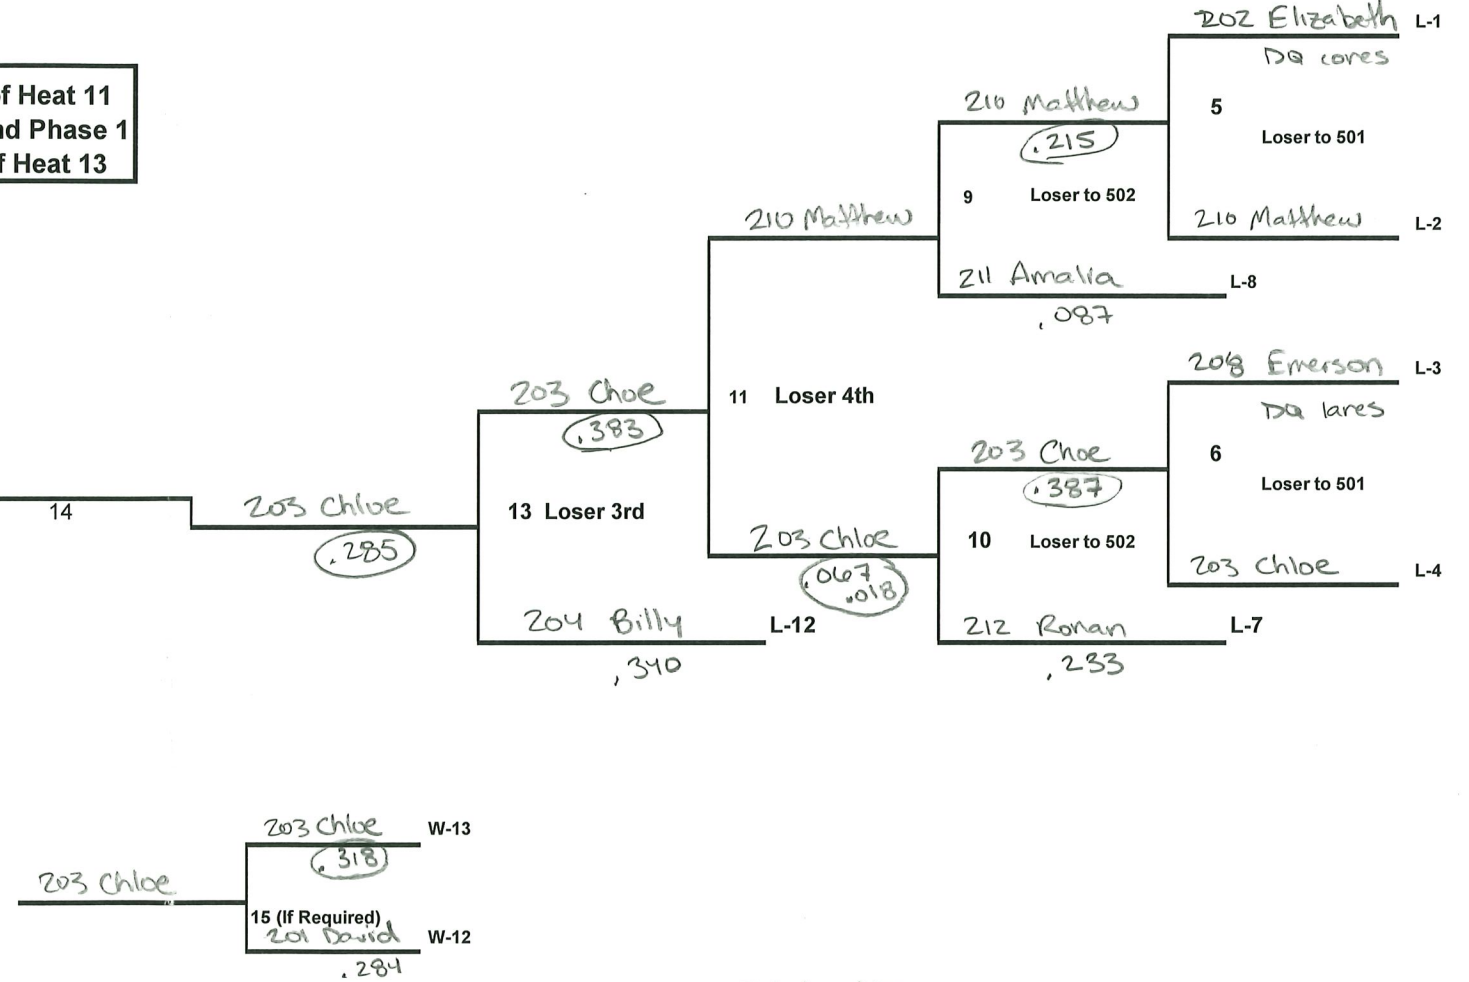 202 Elizabeth L-1
DQ cones
f Heat 11
nd Phase 1
f Heat 13
210 Matthew
.215
5
Loser to 501
9 Loser to 502
210 Matthew
210 Matthew L-2
211 Amalia L-8
.087
208 Emerson L-3
DQ lanes
203 Choe
.383
11 Loser 4th
203 Choe
.387
6
Loser to 501
14
203 Chloe
.285
13 Loser 3rd
203 Chloe
.067
.018
10 Loser to 502
203 Chloe L-4
204 Billy L-12
.340
212 Ronan L-7
.233
203 Chloe W-13
.318
203 Chloe
15 (If Required)
201 David W-12
.284